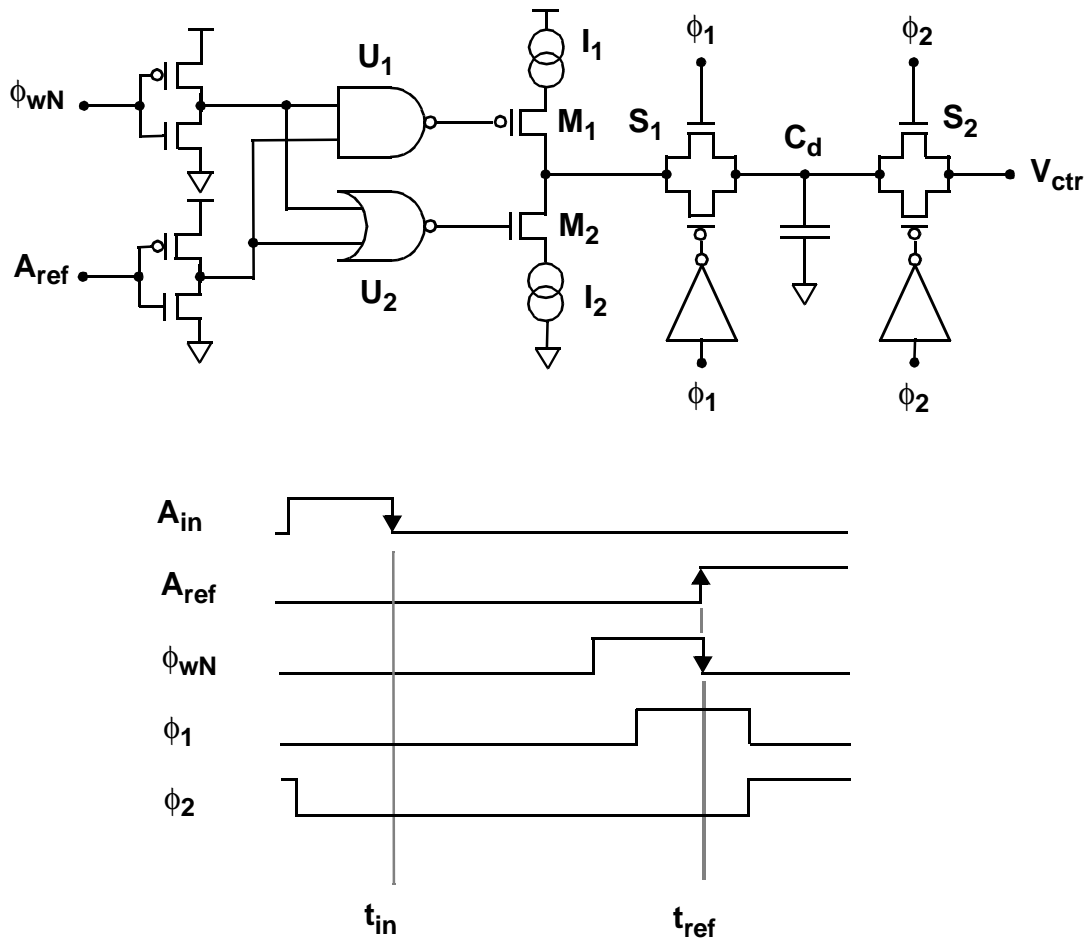 I₁
ϕ₁
ϕ₂
U₁
ϕwN
M₁
S₁
Cd
S₂
Vctr
M₂
Aref
U₂
I₂
ϕ₁
ϕ₂
Ain
Aref
ϕwN
ϕ₁
ϕ₂
tin
tref